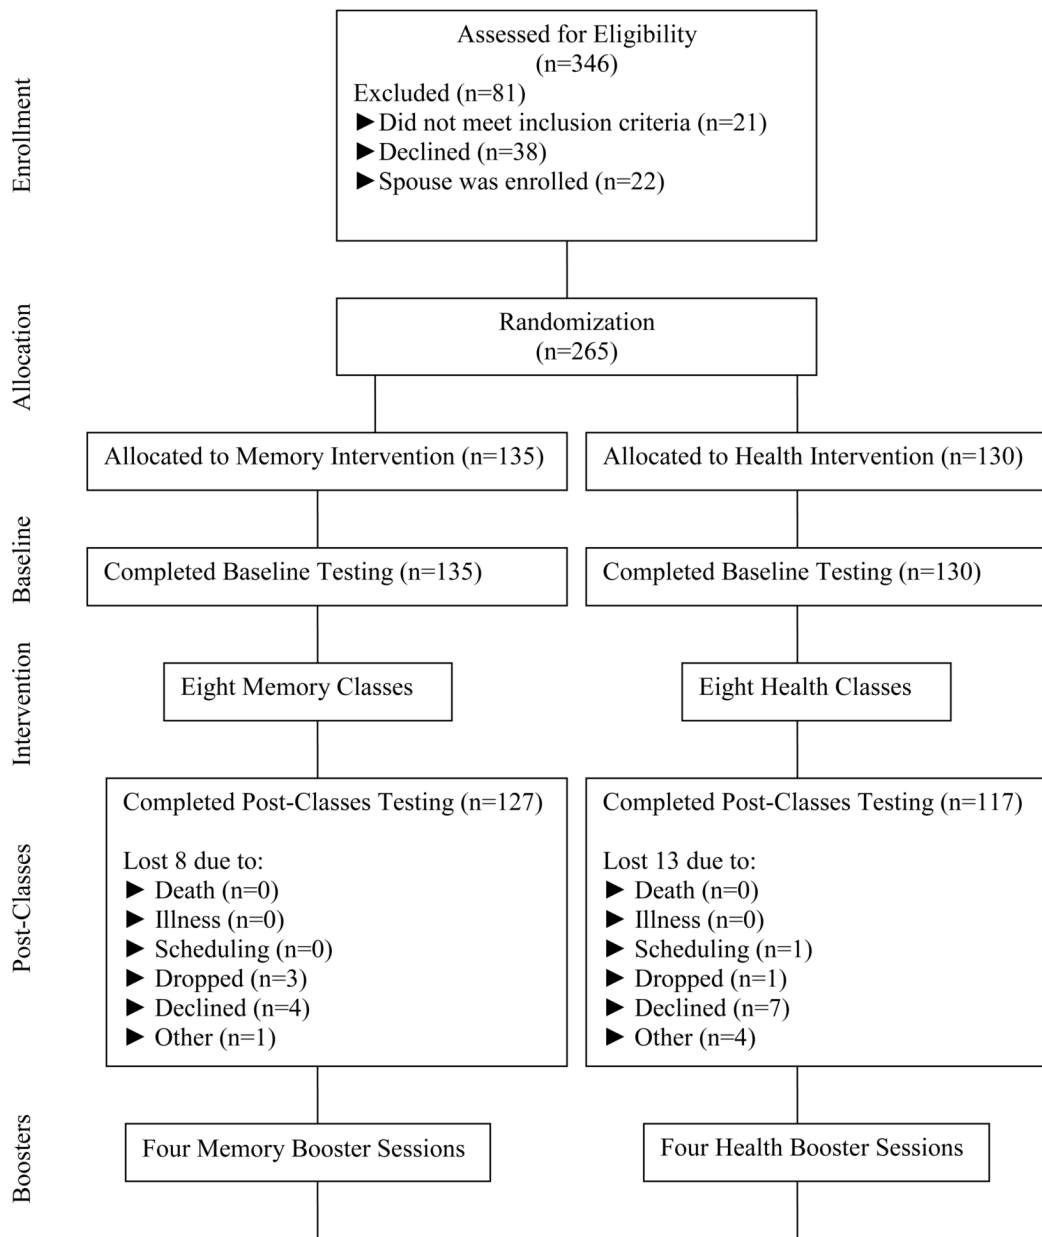 Enrollment
Assessed for Eligibility
(n=346)
Excluded (n=81)
►Did not meet inclusion criteria (n=21)
►Declined (n=38)
►Spouse was enrolled (n=22)
Allocation
Randomization
(n=265)
Allocated to Memory Intervention (n=135)
Allocated to Health Intervention (n=130)
Baseline
Completed Baseline Testing (n=135)
Completed Baseline Testing (n=130)
Intervention
Eight Memory Classes
Eight Health Classes
Post-Classes
Completed Post-Classes Testing (n=127)
Lost 8 due to:
► Death (n=0)
► Illness (n=0)
► Scheduling (n=0)
► Dropped (n=3)
► Declined (n=4)
► Other (n=1)
Completed Post-Classes Testing (n=117)
Lost 13 due to:
► Death (n=0)
► Illness (n=0)
► Scheduling (n=1)
► Dropped (n=1)
► Declined (n=7)
► Other (n=4)
Boosters
Four Memory Booster Sessions
Four Health Booster Sessions